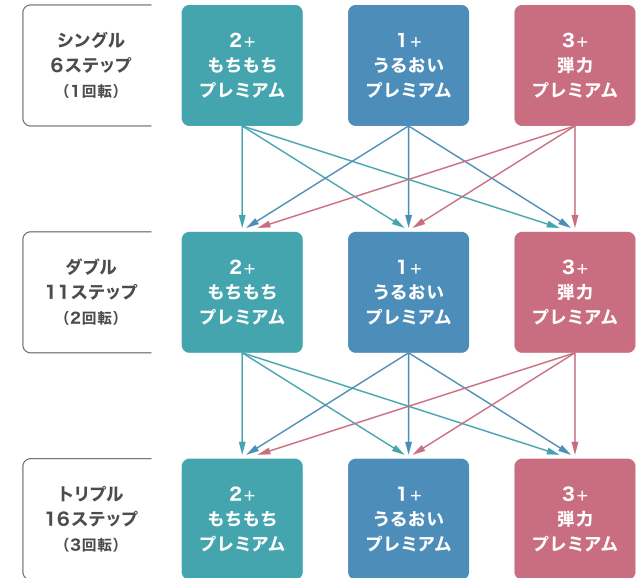 シングル
6ステップ
（1回転）
2+
もちもち
プレミアム
1+
うるおい
プレミアム
3+
弾力
プレミアム
ダブル
11ステップ
（2回転）
2+
もちもち
プレミアム
1+
うるおい
プレミアム
3+
弾力
プレミアム
トリプル
16ステップ
（3回転）
2+
もちもち
プレミアム
1+
うるおい
プレミアム
3+
弾力
プレミアム